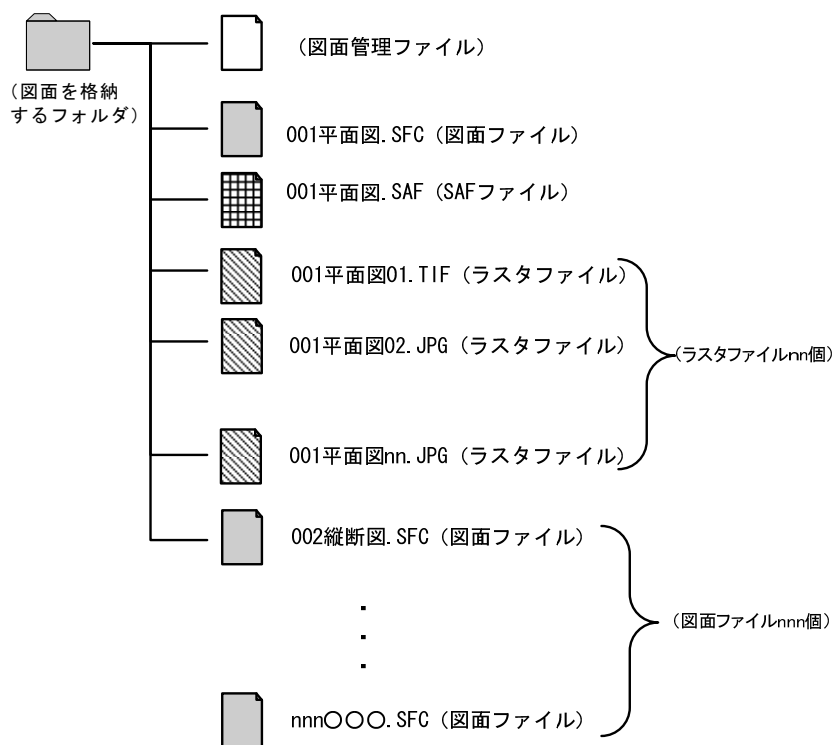 (図面管理ファイル)
(図面を格納
するフォルダ)
001平面図.SFC (図面ファイル)
001平面図.SAF (SAFファイル)
001平面図01.TIF (ラスタファイル)
001平面図02.JPG (ラスタファイル)
(ラスタファイルnn個)
001平面図nn.JPG (ラスタファイル)
002縦断図.SFC (図面ファイル)
(図面ファイルnnn個)
nnn○○○.SFC (図面ファイル)